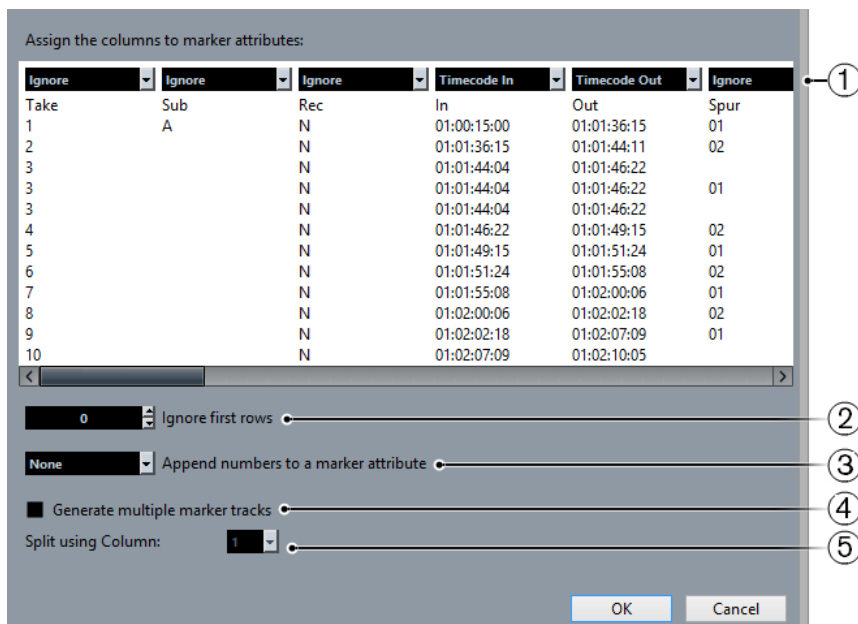 Assign the columns to marker attributes:
Ignore Ignore Ignore Timecode In Timecode Out Ignore 1
Take Sub Rec In Out Spur
1 A N 01:00:15:00 01:01:36:15 01
2 N 01:01:36:15 01:01:44:11 02
3 N 01:01:44:04 01:01:46:22
3 N 01:01:44:04 01:01:46:22 01
3 N 01:01:44:04 01:01:46:22
4 N 01:01:46:22 01:01:49:15 02
5 N 01:01:49:15 01:01:51:24 01
6 N 01:01:51:24 01:01:55:08 02
7 N 01:01:55:08 01:02:00:06 01
8 N 01:02:00:06 01:02:02:18 02
9 N 01:02:02:18 01:02:07:09 01
10 N 01:02:07:09 01:02:10:05
0 Ignore first rows 2
None Append numbers to a marker attribute 3
Generate multiple marker tracks 4
Split using Column: 1 5
OK Cancel